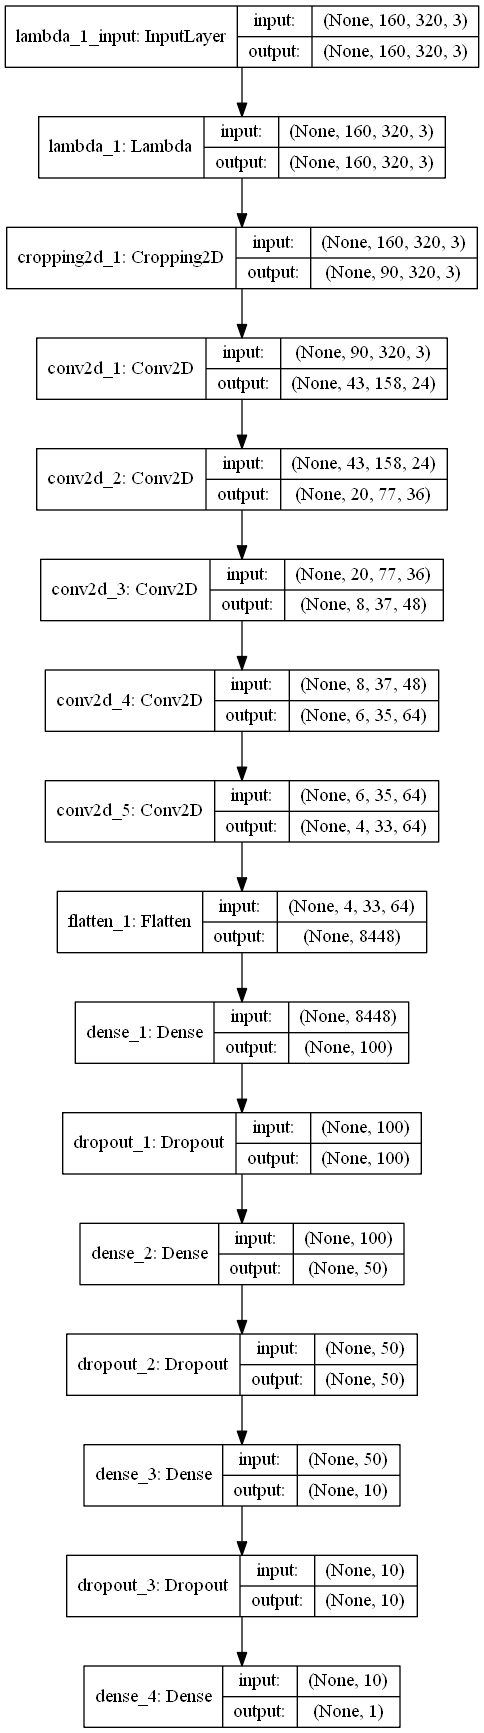 lambda_1_input: InputLayer
input: (None, 160, 320, 3)
output: (None, 160, 320, 3)
lambda_1: Lambda
input: (None, 160, 320, 3)
output: (None, 160, 320, 3)
cropping2d_1: Cropping2D
input: (None, 160, 320, 3)
output: (None, 90, 320, 3)
conv2d_1: Conv2D
input: (None, 90, 320, 3)
output: (None, 43, 158, 24)
conv2d_2: Conv2D
input: (None, 43, 158, 24)
output: (None, 20, 77, 36)
conv2d_3: Conv2D
input: (None, 20, 77, 36)
output: (None, 8, 37, 48)
conv2d_4: Conv2D
input: (None, 8, 37, 48)
output: (None, 6, 35, 64)
conv2d_5: Conv2D
input: (None, 6, 35, 64)
output: (None, 4, 33, 64)
flatten_1: Flatten
input: (None, 4, 33, 64)
output: (None, 8448)
dense_1: Dense
input: (None, 8448)
output: (None, 100)
dropout_1: Dropout
input: (None, 100)
output: (None, 100)
dense_2: Dense
input: (None, 100)
output: (None, 50)
dropout_2: Dropout
input: (None, 50)
output: (None, 50)
dense_3: Dense
input: (None, 50)
output: (None, 10)
dropout_3: Dropout
input: (None, 10)
output: (None, 10)
dense_4: Dense
input: (None, 10)
output: (None, 1)